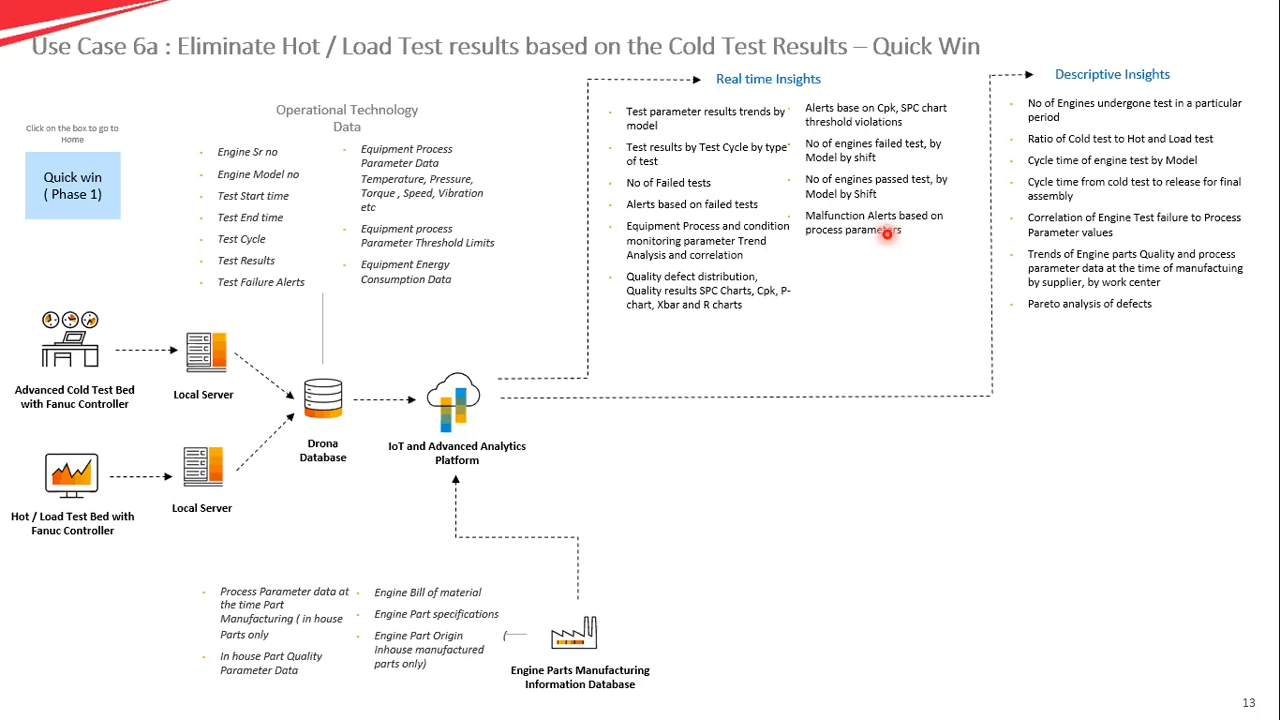 Use Case 6a : Eliminate Hot / Load Test results based on the Cold Test Results – Quick Win
Click on the box to go to
Home
Quick win
( Phase 1)
Operational Technology
Data
Engine Sr no
Engine Model no
Test Start time
Test End time
Test Cycle
Test Results
Test Failure Alerts
Equipment Process
Parameter Data
Temperature, Pressure,
Torque , Speed, Vibration
etc
Equipment process
Parameter Threshold Limits
Equipment Energy
Consumption Data
Real time Insights
Test parameter results trends by
model
Test results by Test Cycle by type
of test
No of Failed tests
Alerts based on failed tests
Equipment Process and condition
monitoring parameter Trend
Analysis and correlation
Quality defect distribution,
Quality results SPC Charts, Cpk, P-
chart, Xbar and R charts
Alerts base on Cpk, SPC chart
threshold violations
No of engines failed test, by
Model by shift
No of engines passed test, by
Model by Shift
Malfunction Alerts based on
process parameters
Descriptive Insights
No of Engines undergone test in a particular
period
Ratio of Cold test to Hot and Load test
Cycle time of engine test by Model
Cycle time from cold test to release for final
assembly
Correlation of Engine Test failure to Process
Parameter values
Trends of Engine parts Quality and process
parameter data at the time of manufactuing
by supplier, by work center
Pareto analysis of defects
Advanced Cold Test Bed
with Fanuc Controller
Local Server
Drona
Database
IoT and Advanced Analytics
Platform
Hot / Load Test Bed with
Fanuc Controller
Local Server
Process Parameter data at
the time Part
Manufacturing ( in house
Parts only
In house Part Quality
Parameter Data
Engine Bill of material
Engine Part specifications
Engine Part Origin (
Inhouse manufactured
parts only)
Engine Parts Manufacturing
Information Database
13